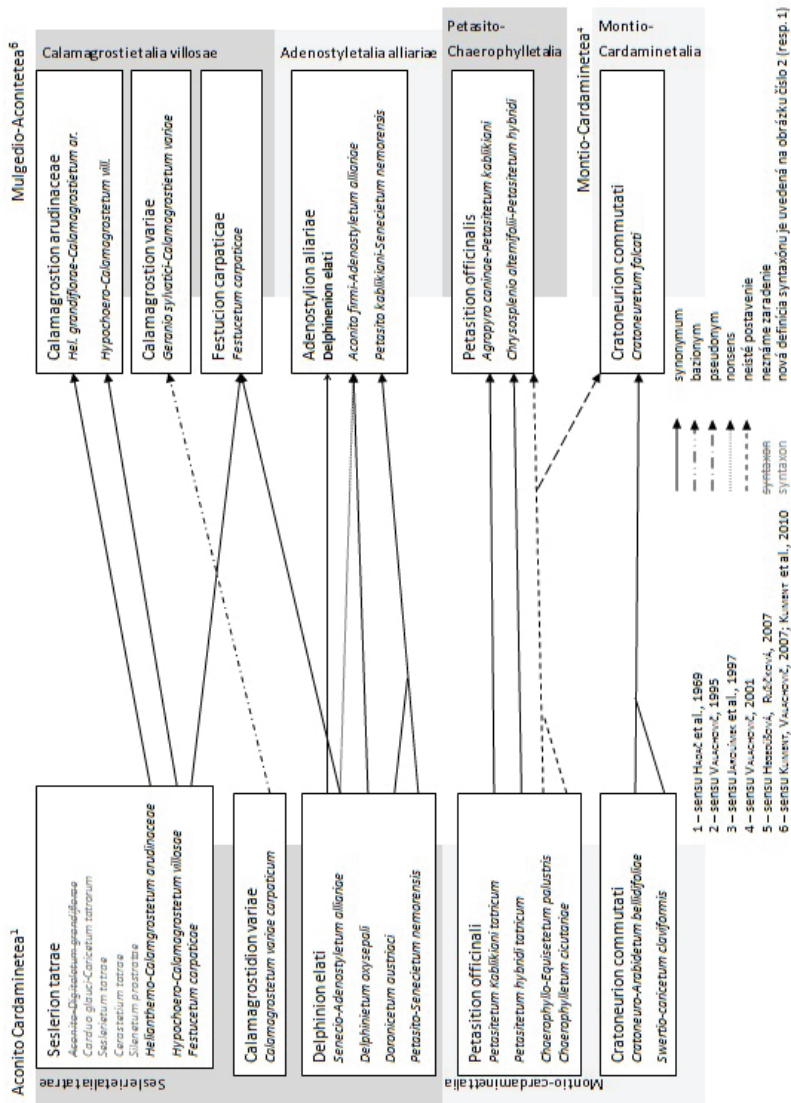 Aconito Cardaminetea¹
Seslerietalia tatrae
Seslerion tatrae
Aconito-Digitaletum grandiflorae
Carduo glauci-Caricetum tatrorum
Seslerietum tatrae
Cerastetium tatrae
Silenetum prostratae
Helianthemo-Calamgrostetum arudinaceae
Hypochoero-Calamagrostetum villosae
Festucetum carpaticae
Calamagrostidion variae
Calamagrostetum variae carpaticum
Delphinion elati
Senecio-Adenostyletum alliariae
Delphinietum oxysepali
Doronicetum austriaci
Petasito-Senecietum nemorensis
Montio-cardaminettalia
Petasition officinali
Petasitetum Kablikiani tatricum
Petasitetum hybridi tatricum
Chaerophyllo-Equisetetum palustris
Chaerophylletum cicutariae
Cratoneurion commutati
Cratoneuro-Arabidetum bellidifoliae
Swertio-caricetum claviformis
Mulgedio-Aconitetea⁶
Calamagrostietalia villosae
Calamagrostion arudinaceae
Hel. grandiflorae-Calamagrostietum ar.
Hypochoero-Calamagrostetum vill.
Calamagrostion variae
Geranio sylvatici-Calamagrostietum variae
Festucion carpaticae
Festucetum carpaticae
Adenostyletalia alliariae
Adenostylion aliariae
Delphinenion elati
Aconito firmi-Adenostyletum alliariae
Petasito kablikiani-Senecietum nemorensis
Petasito-
Chaerophylletalia
Petasition officinalis
Agropyro caninae-Petasitetum kablikiani
Chrysosplenio alternifolii-Petasitetum hybridi
Montio-Cardaminetea⁴
Montio-
Cardaminetalia
Cratoneurion commutati
Cratoneuretum falcati
1 – sensu Hadač et al., 1969
2 – sensu Valachovič, 1995
3 – sensu Jarolímek et al., 1997
4 – sensu Valachovič, 2001
5 – sensu Hegedüšová, Ružičková, 2007
6 – sensu Kliment, Valachovič, 2007; Kliment et al., 2010
synonymum
bazionym
pseudonym
nonsens
neisté postavenie
syntaxon neznáme zaradenie
syntaxon nová definícia syntaxónu je uvedená na obrázku číslo 2 (resp. 1)